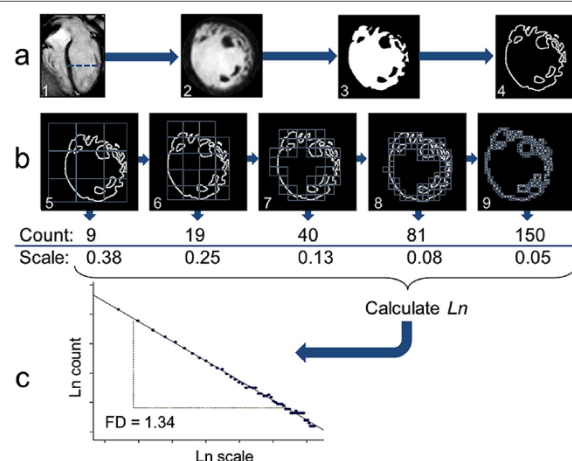 a
1
2
3
4
b
5
6
7
8
9
Count: 9 19 40 81 150
Scale: 0.38 0.25 0.13 0.08 0.05
Calculate Ln
c
Ln count
FD = 1.34
Ln scale